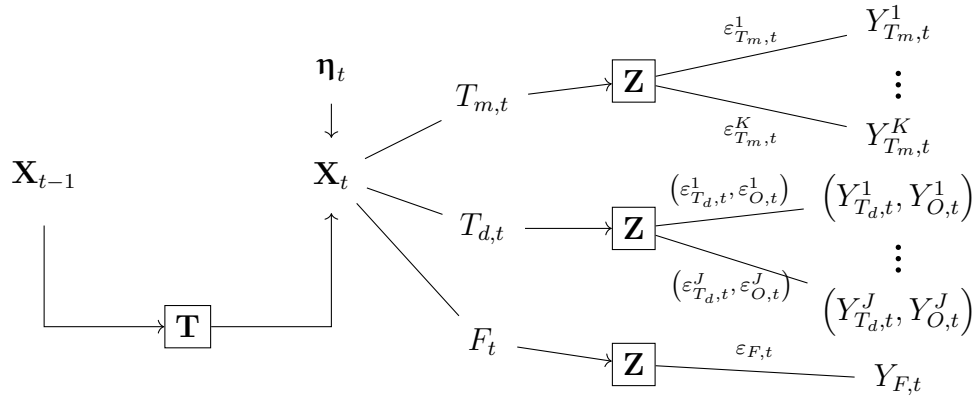 ε^1_{T_m,t}
Y^1_{T_m,t}
η_t
T_{m,t}
Z
⋮
ε^K_{T_m,t}
Y^K_{T_m,t}
X_{t−1}
X_t
(ε^1_{T_d,t}, ε^1_{O,t})
(Y^1_{T_d,t}, Y^1_{O,t})
T_{d,t}
Z
⋮
(ε^J_{T_d,t}, ε^J_{O,t})
(Y^J_{T_d,t}, Y^J_{O,t})
T
F_t
Z
ε_{F,t}
Y_{F,t}